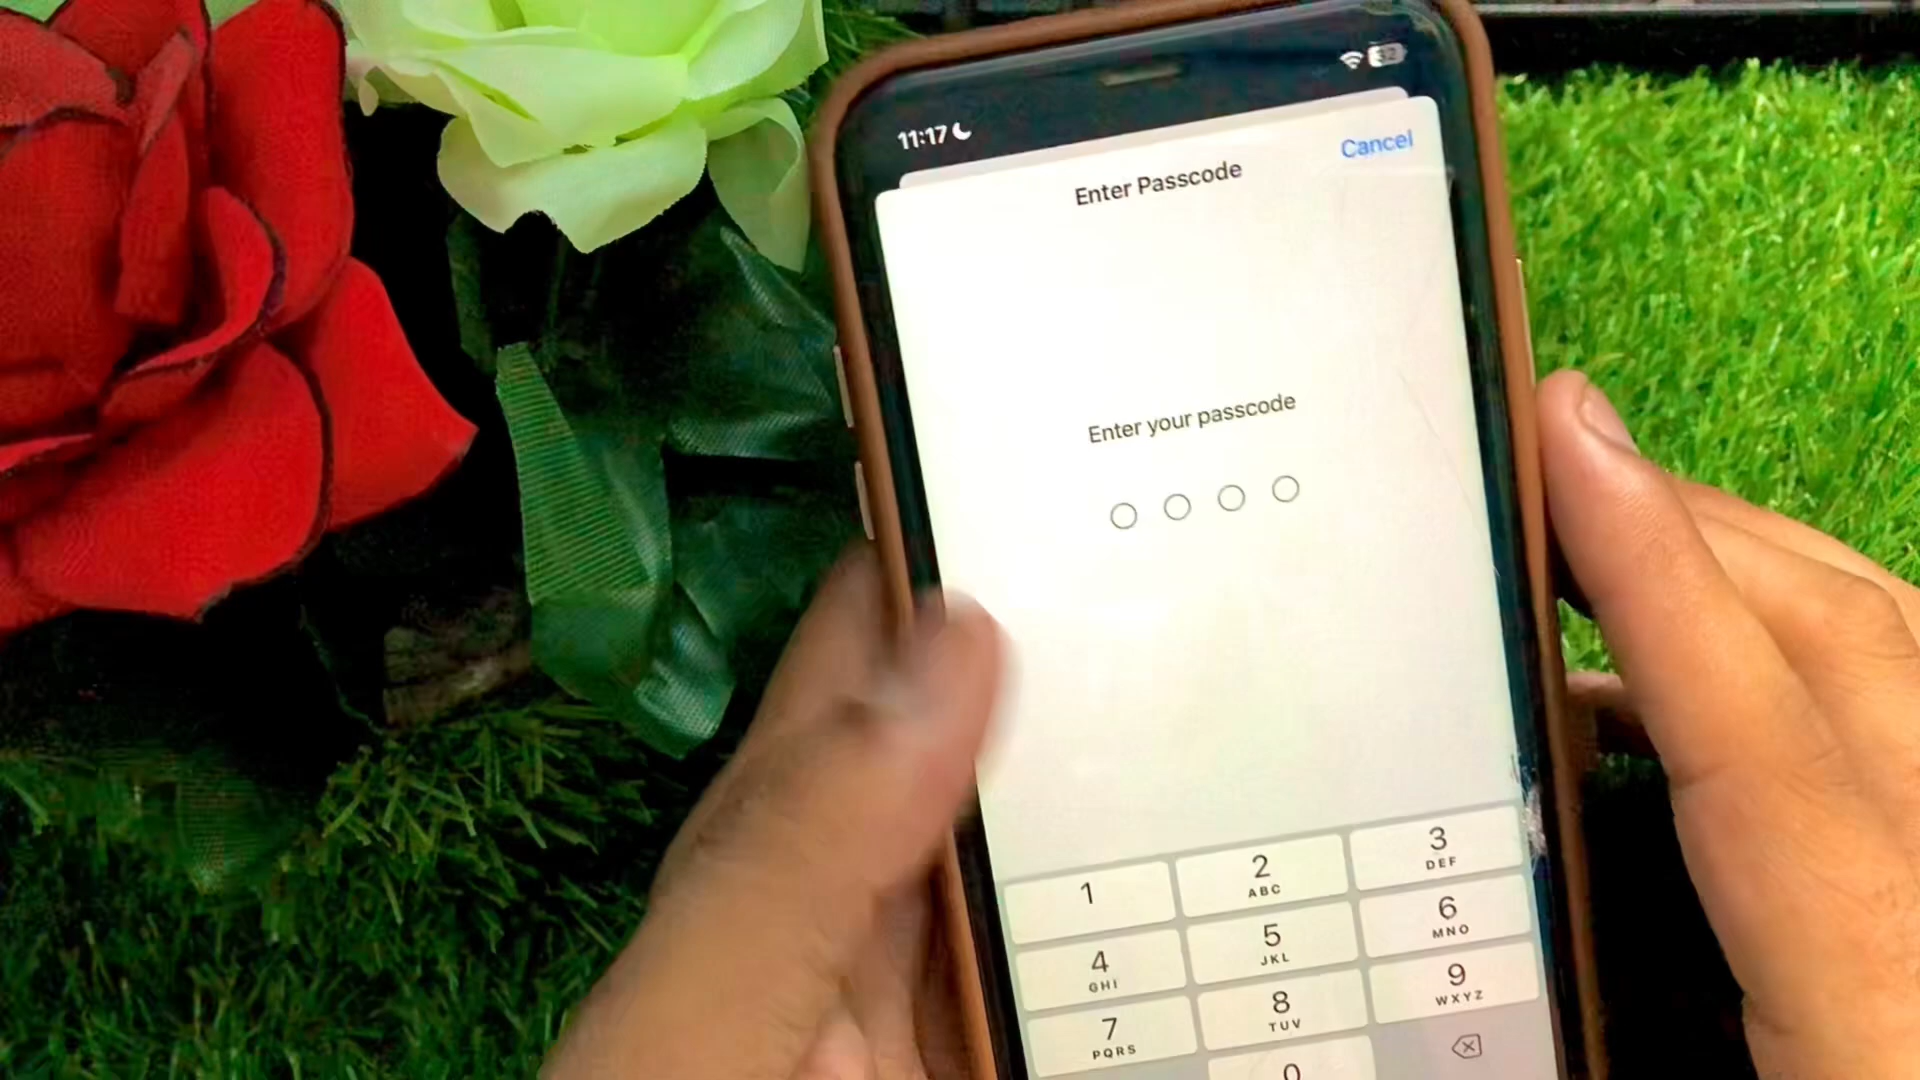 11:17
32
Cancel
Enter Passcode
Enter your passcode
1
2
ABC
3
DEF
4
GHI
5
JKL
6
MNO
7
PQRS
8
TUV
9
WXYZ
0